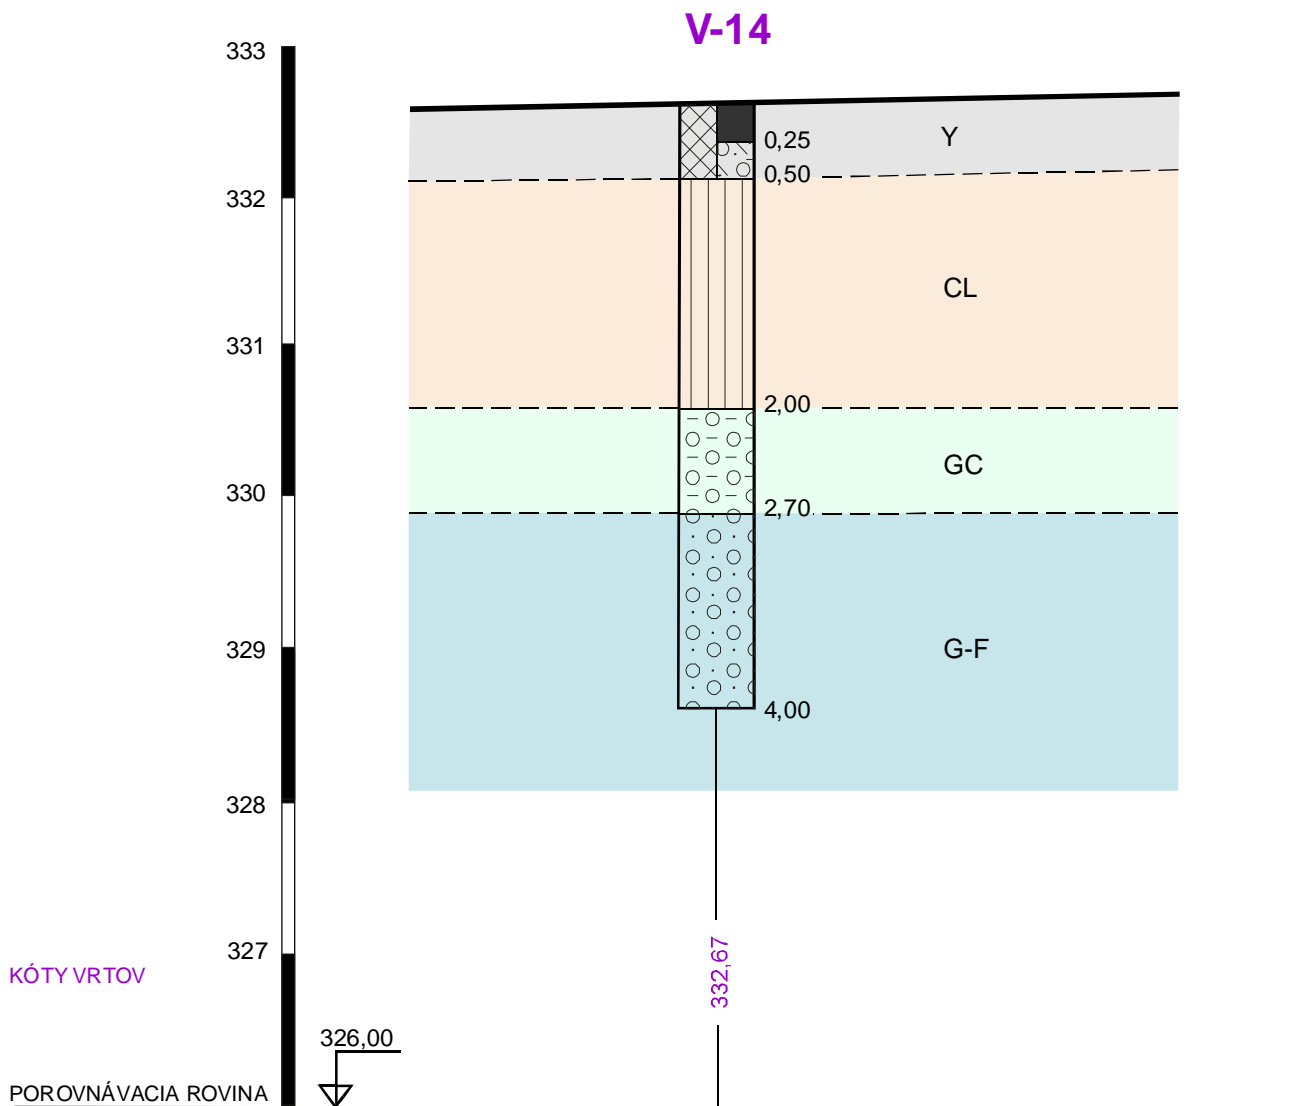 V-14
333
0,25
Y
0,50
332
CL
331
2,00
GC
330
2,70
329
G-F
4,00
328
327
332,67
KÓTY VRTOV
326,00
POROVNÁVACIA ROVINA